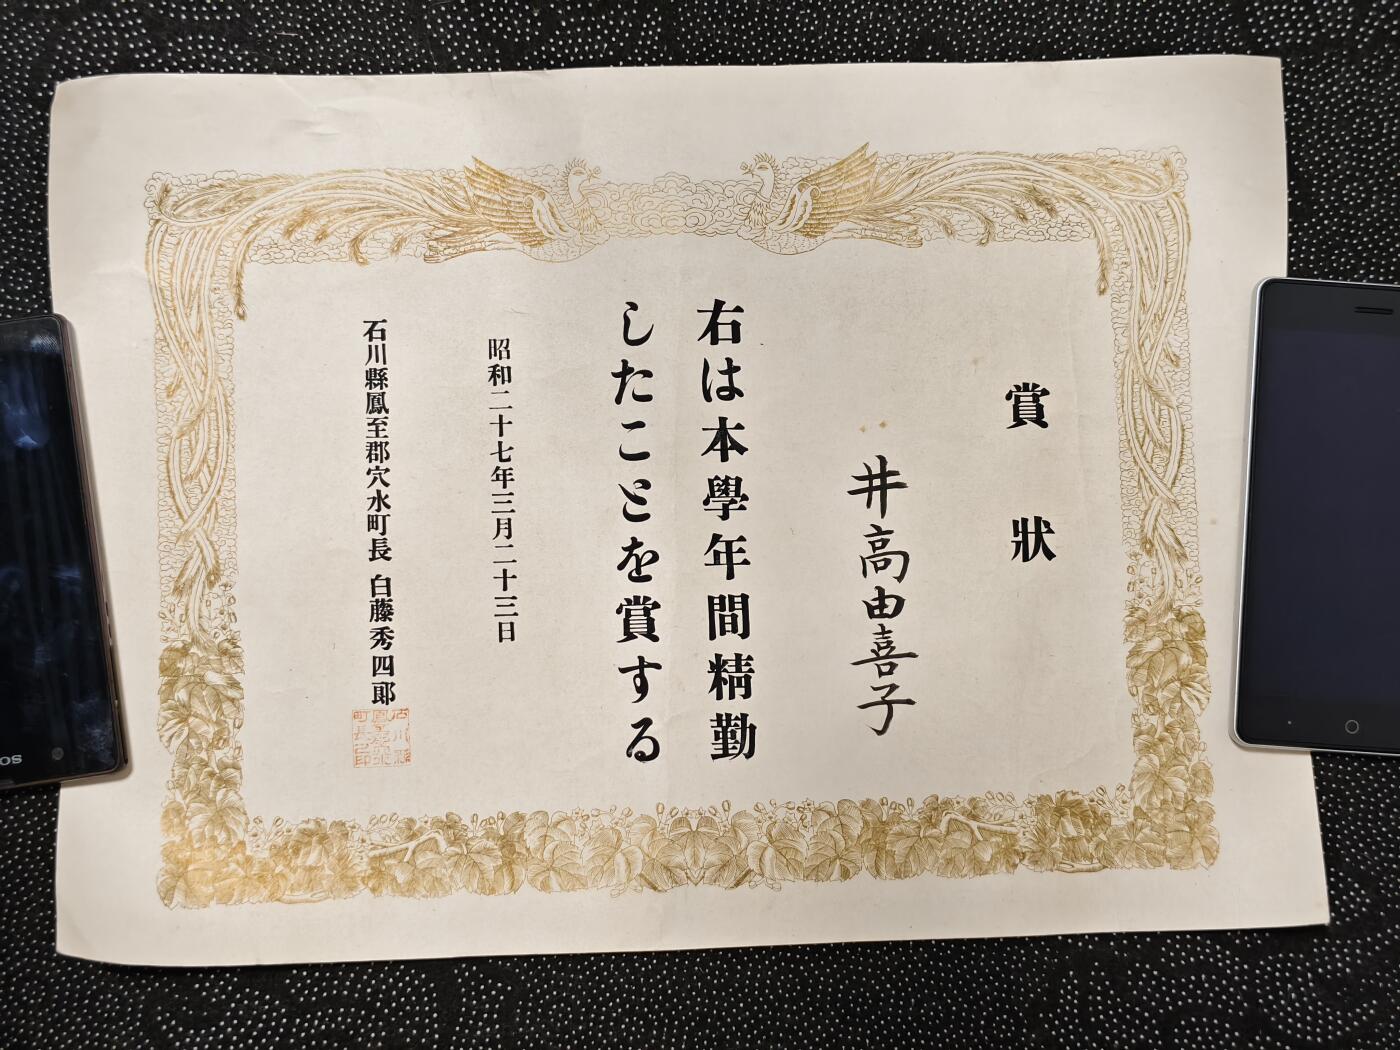 賞狀
井高由喜子
右は本學年間精勤
したことを賞する
昭和二十七年三月二十三日
石川縣鳳至郡穴水町長 白藤秀四郞